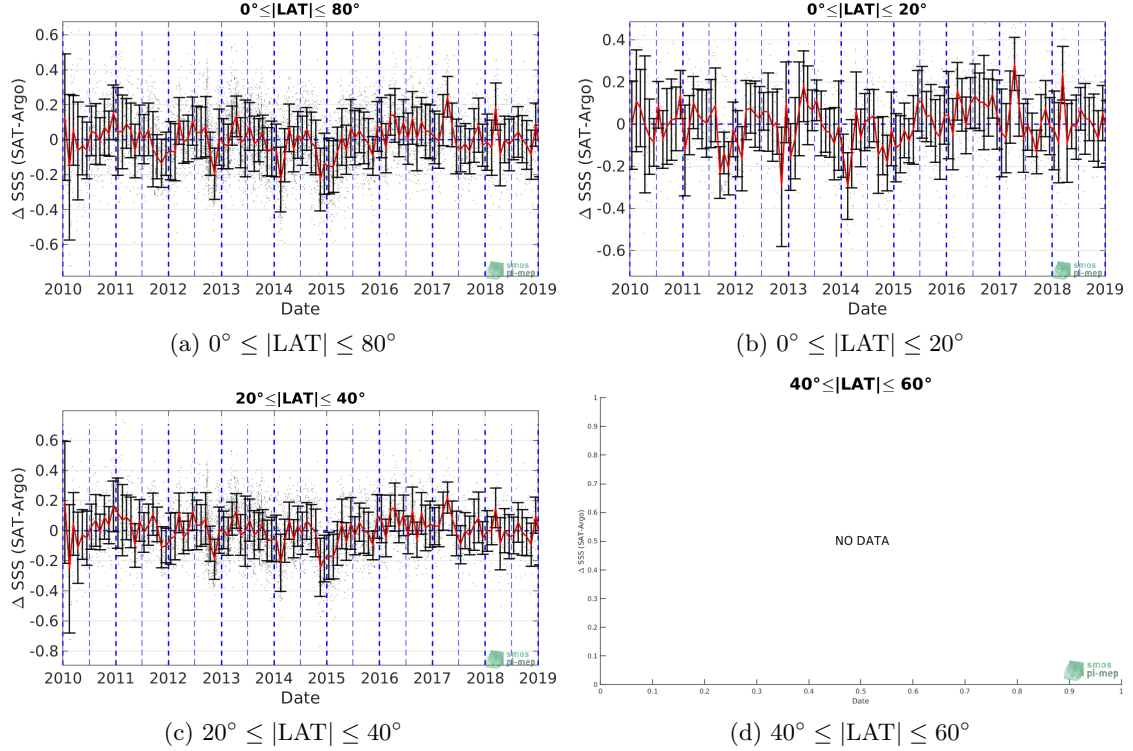 0°≤|LAT|≤ 80°
0.6
0.4
0.2
0
-0.2
-0.4
-0.6
Δ SSS (SAT-Argo)
2010 2011 2012 2013 2014 2015 2016 2017 2018 2019
Date
smos
pi-mep
(a) 0° ≤ |LAT| ≤ 80°
0°≤|LAT|≤ 20°
0.4
0.2
0
-0.2
-0.4
-0.6
Δ SSS (SAT-Argo)
2010 2011 2012 2013 2014 2015 2016 2017 2018 2019
Date
smos
pi-mep
(b) 0° ≤ |LAT| ≤ 20°
20°≤|LAT|≤ 40°
0.6
0.4
0.2
0
-0.2
-0.4
-0.6
-0.8
Δ SSS (SAT-Argo)
2010 2011 2012 2013 2014 2015 2016 2017 2018 2019
Date
smos
pi-mep
(c) 20° ≤ |LAT| ≤ 40°
40°≤|LAT|≤ 60°
1
0.9
0.8
0.7
0.6
0.5
0.4
0.3
0.2
0.1
0
Δ SSS (SAT-Argo)
NO DATA
0 0.1 0.2 0.3 0.4 0.5 0.6 0.7 0.8 0.9 1
Date
smos
pi-mep
(d) 40° ≤ |LAT| ≤ 60°